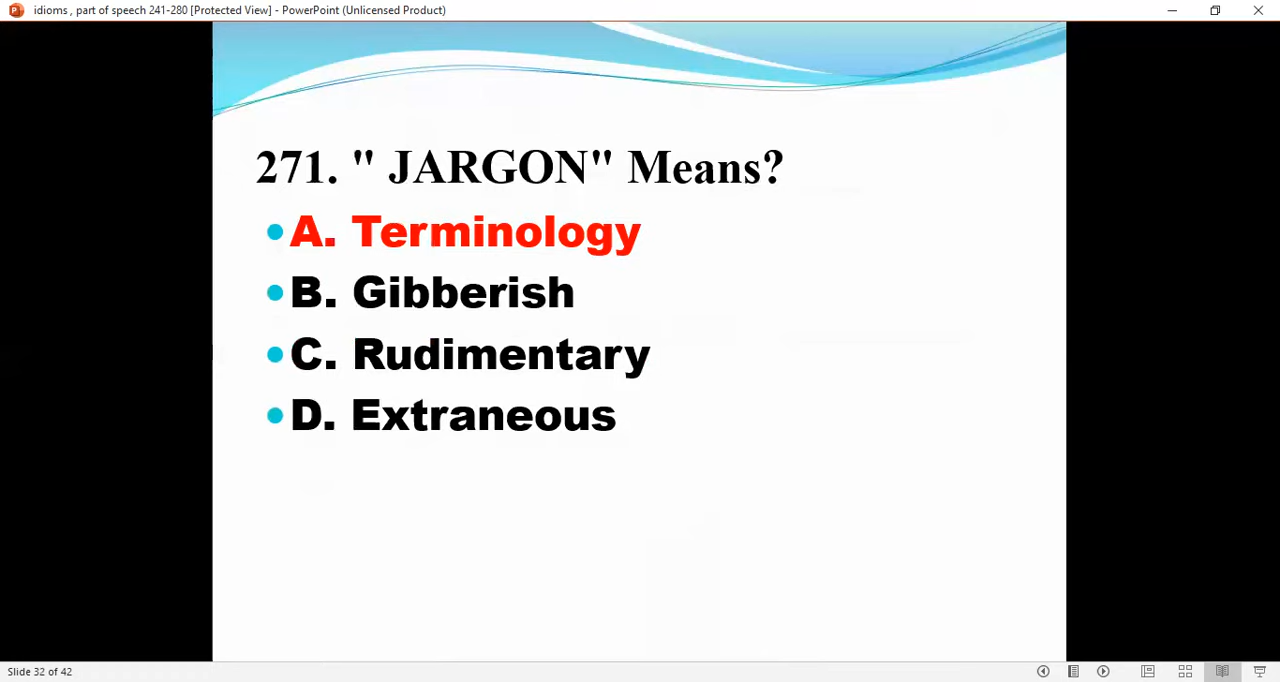 idioms , part of speech 241-280 [Protected View] - PowerPoint (Unlicensed Product)
271. " JARGON" Means?
A. Terminology
B. Gibberish
C. Rudimentary
D. Extraneous
Slide 32 of 42